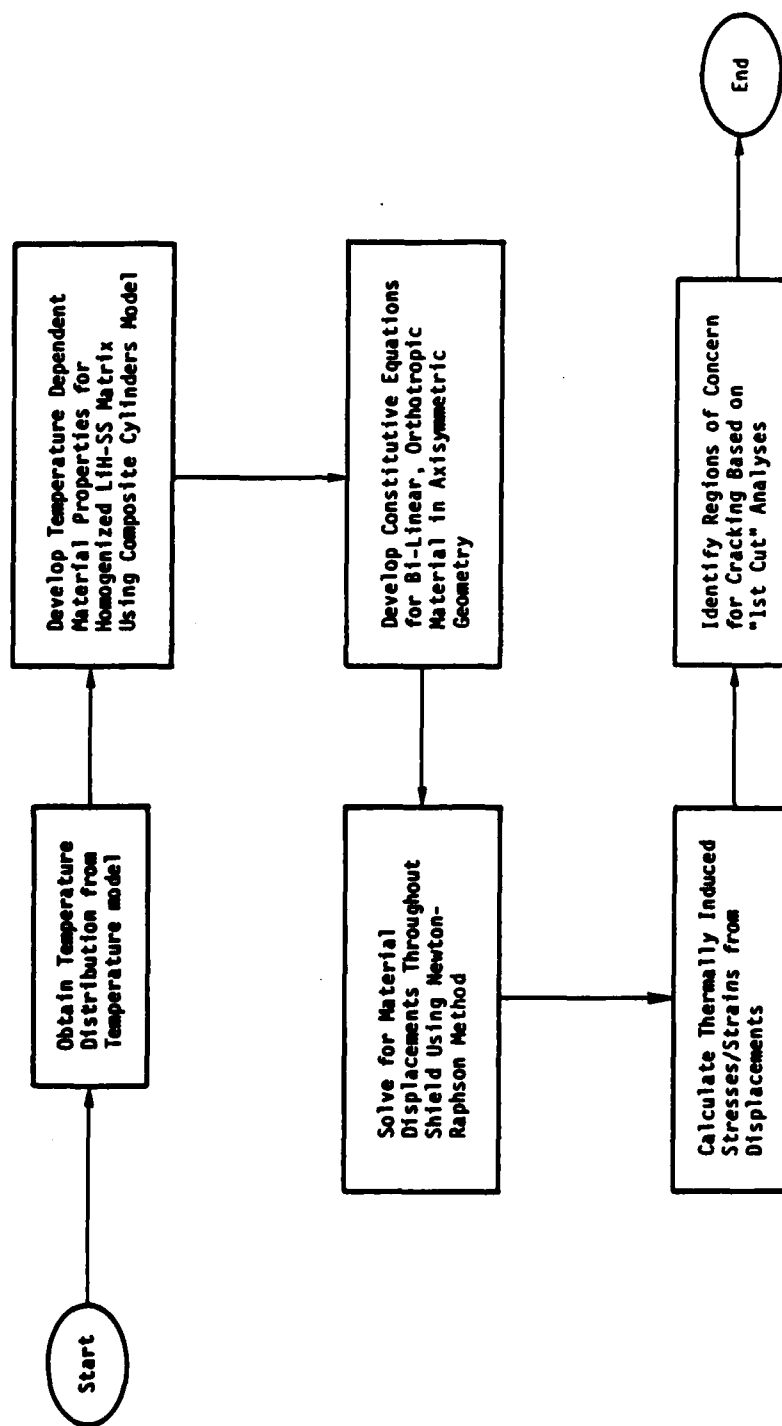 Start
Obtain Temperature
Distribution from
Temperature model
Develop Temperature Dependent
Material Properties for
Homogenized LiH-SS Matrix
Using Composite Cylinders Model
Develop Constitutive Equations
for Bi-Linear, Orthotropic
Material in Axisymmetric
Geometry
Solve for Material
Displacements Throughout
Shield Using Newton-
Raphson Method
Calculate Thermally Induced
Stresses/Strains from
Displacements
Identify Regions of Concern
for Cracking Based on
"1st Cut" Analyses
End